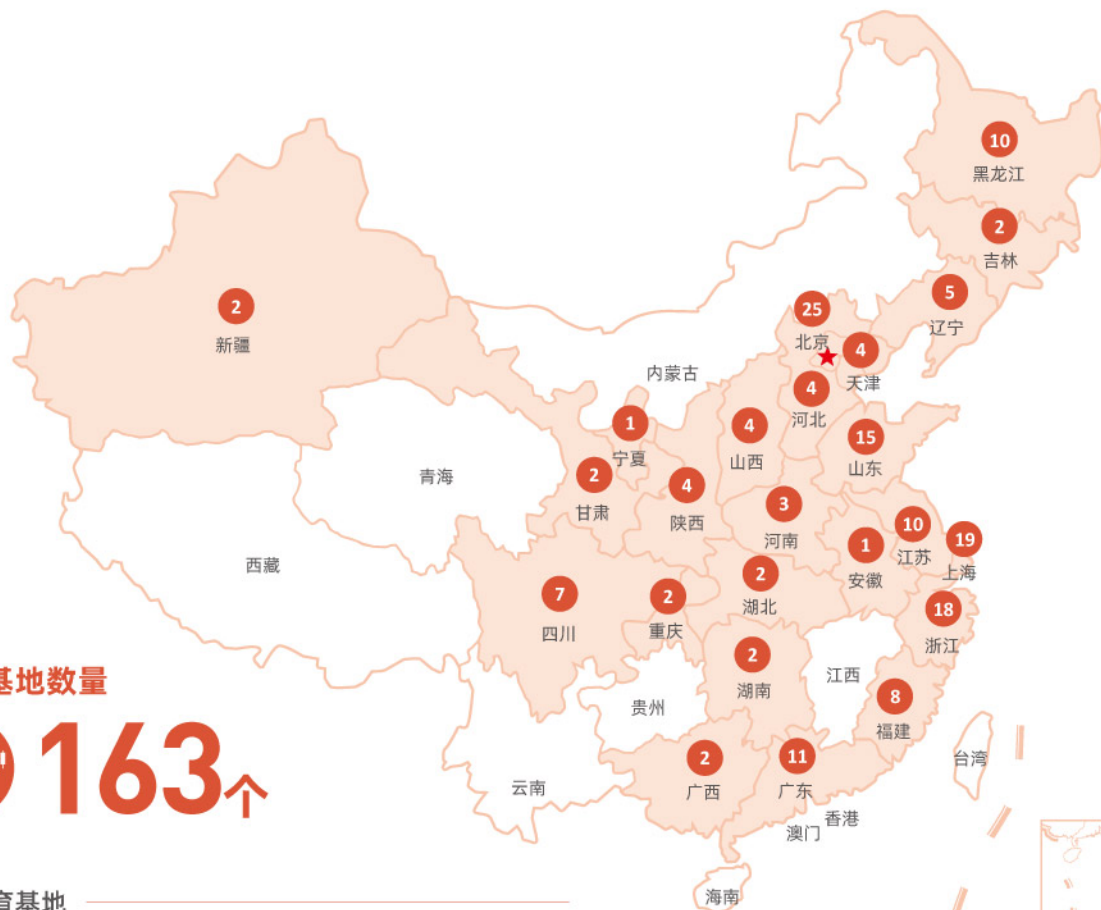 10
黑龙江
2
吉林
5
辽宁
25
北京
4
天津
2
新疆
内蒙古
4
河北
1
宁夏
4
山西
15
山东
青海
2
甘肃
4
陕西
3
河南
10
江苏
19
上海
1
安徽
西藏
7
四川
2
重庆
2
湖北
18
浙江
2
湖南
江西
8
福建
基地数量
163个
贵州
云南
2
广西
11
广东
台湾
香港
澳门
海南
育基地